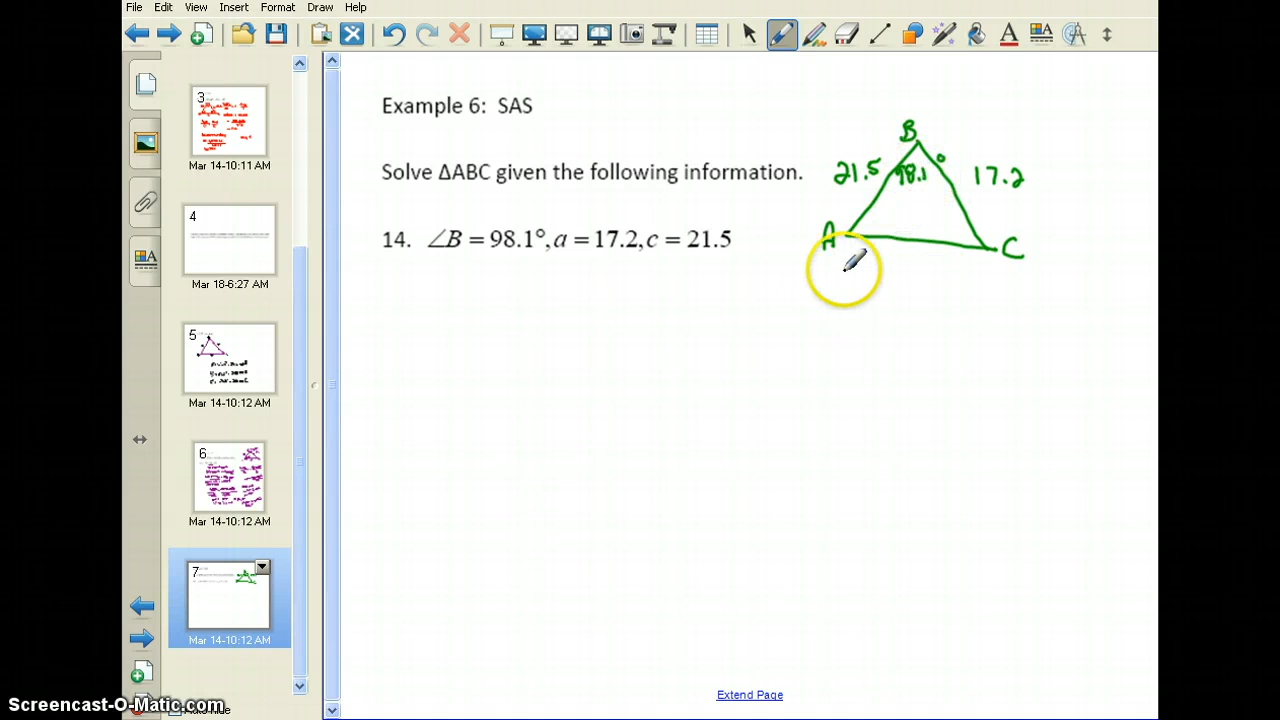 File Edit View Insert Format Draw Help
3
Mar 14-10:11 AM
4
Mar 18-6:27 AM
5
Mar 14-10:12 AM
6
Mar 14-10:12 AM
7
Mar 14-10:12 AM
Example 6: SAS
Solve ΔABC given the following information.
14. ∠B = 98.1°, a = 17.2, c = 21.5
B
21.5 98.1° 17.2
A C
Extend Page
Screencast-O-Matic.com